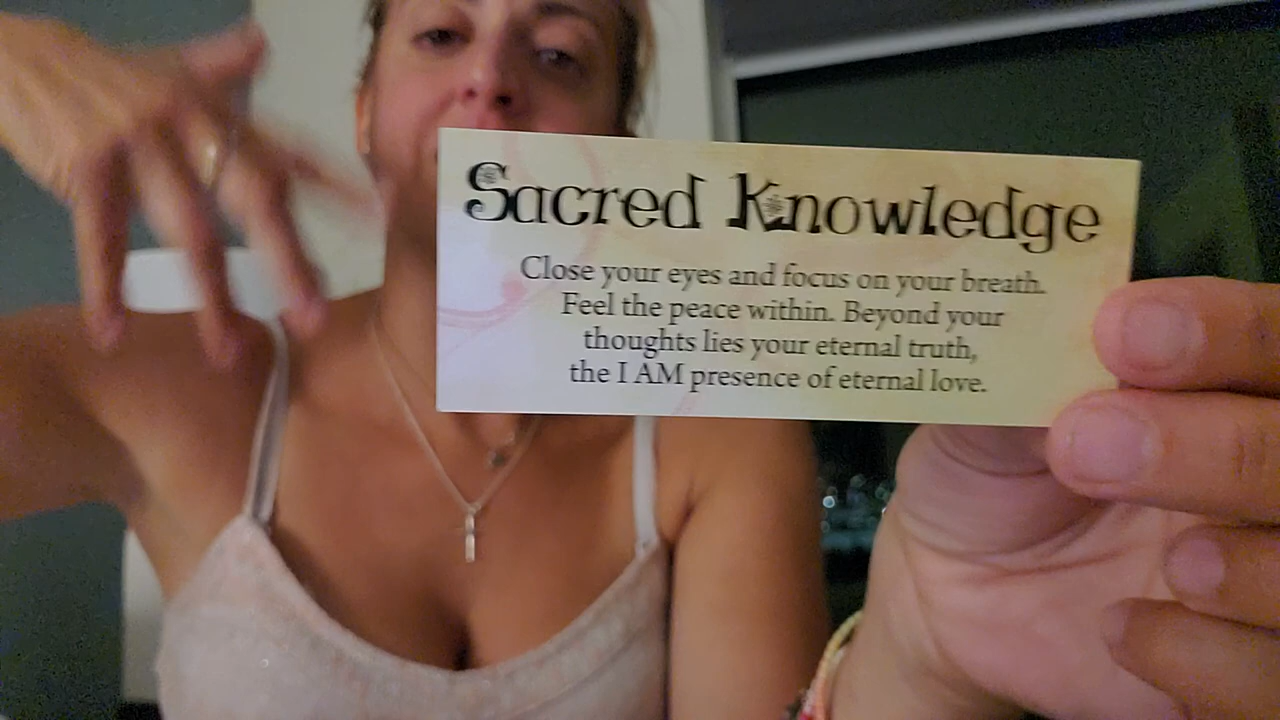 Sacred Knowledge
Close your eyes and focus on your breath.
Feel the peace within. Beyond your
thoughts lies your eternal truth,
the I AM presence of eternal love.